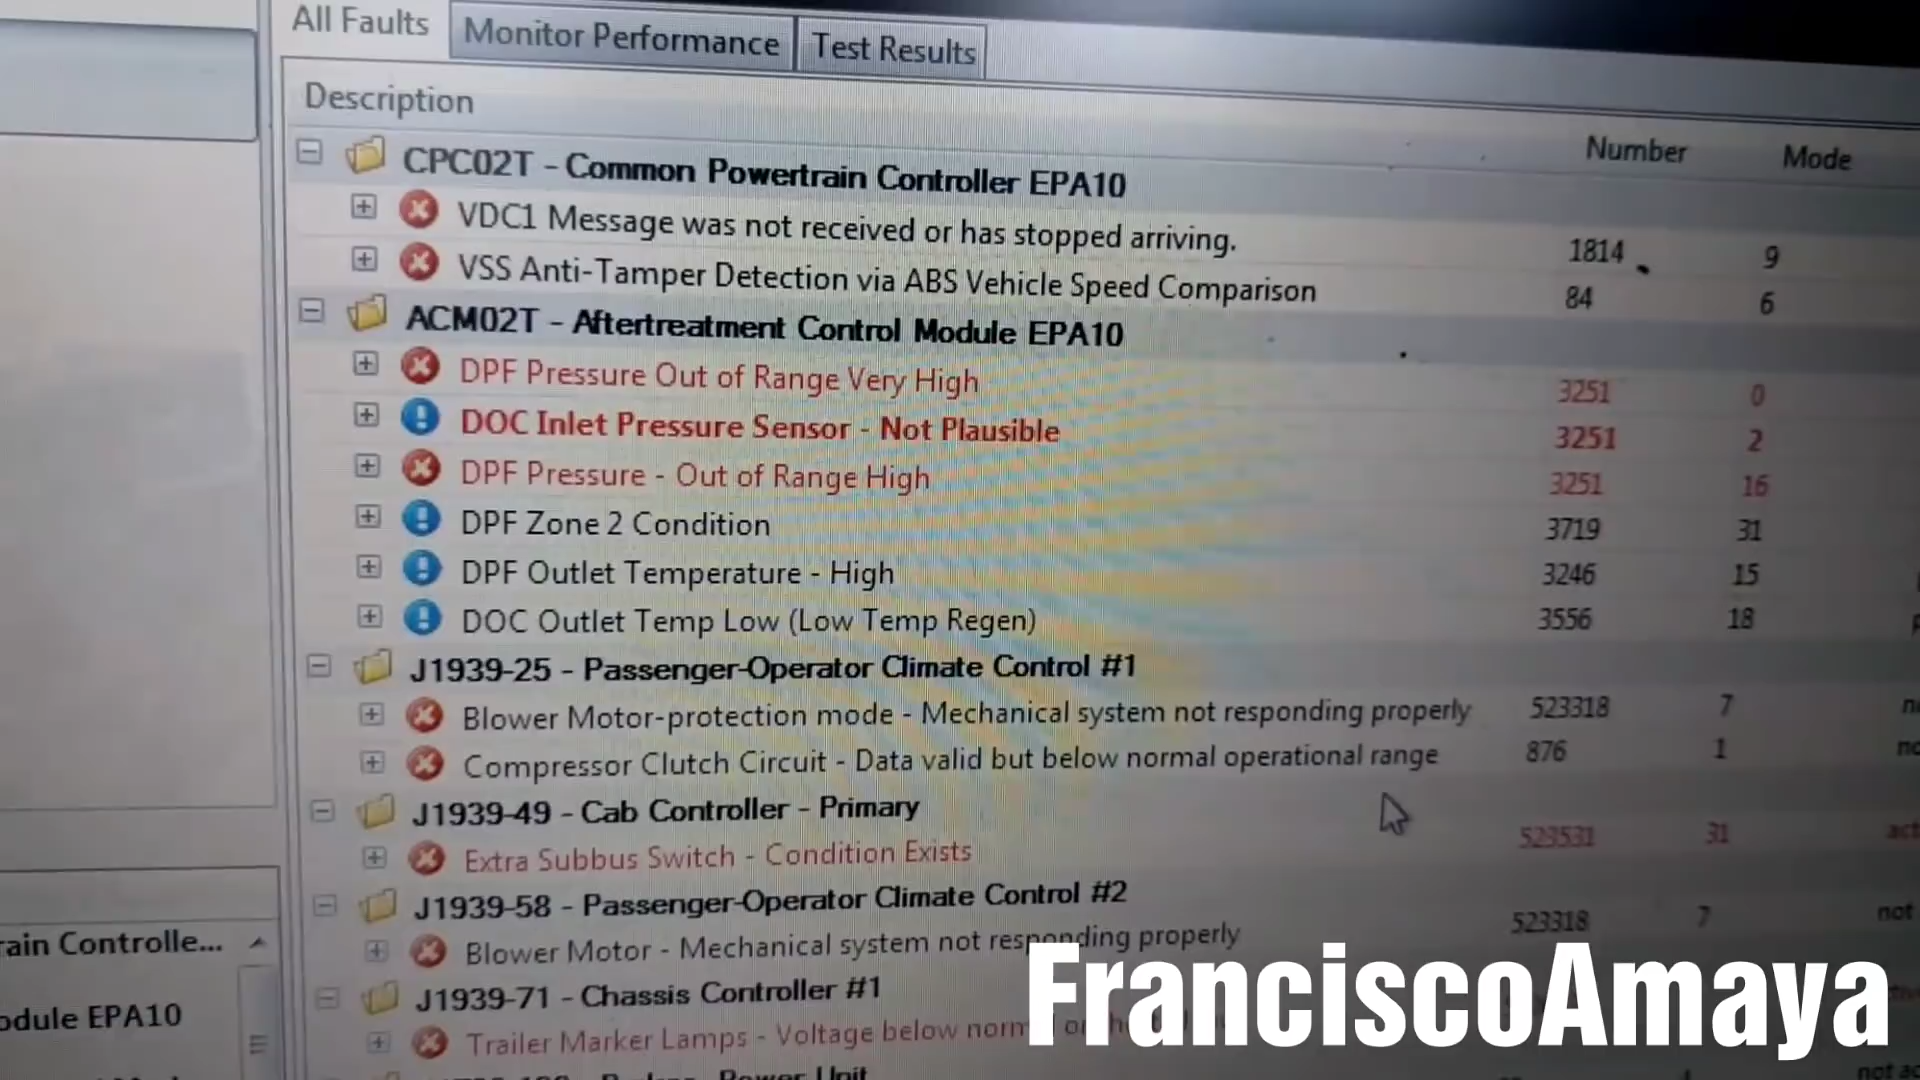 All Faults Monitor Performance Test Results
Description Number Mode
CPC02T - Common Powertrain Controller EPA10
VDC1 Message was not received or has stopped arriving. 1814 9
VSS Anti-Tamper Detection via ABS Vehicle Speed Comparison 84 6
ACM02T - Aftertreatment Control Module EPA10
DPF Pressure Out of Range Very High 3251 0
DOC Inlet Pressure Sensor - Not Plausible 3251 2
DPF Pressure - Out of Range High 3251 16
DPF Zone 2 Condition 3719 31
DPF Outlet Temperature - High 3246 15
DOC Outlet Temp Low (Low Temp Regen) 3556 18
J1939-25 - Passenger-Operator Climate Control #1
Blower Motor-protection mode - Mechanical system not responding properly 523318 7
Compressor Clutch Circuit - Data valid but below normal operational range 876 1
J1939-49 - Cab Controller - Primary
Extra Subbus Switch - Condition Exists 523531 31
J1939-58 - Passenger-Operator Climate Control #2
Blower Motor - Mechanical system not responding properly 523318 7 not
J1939-71 - Chassis Controller #1
Trailer Marker Lamps - Voltage below
rain Controlle...
odule EPA10
FranciscoAmaya